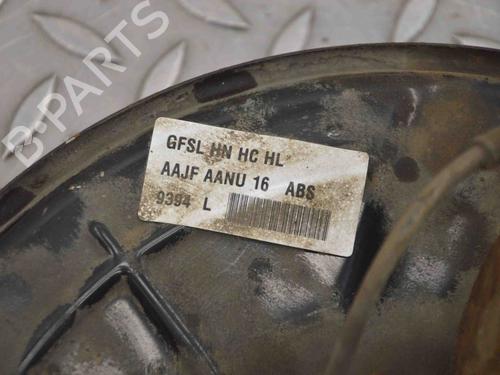 B-PARTS
GFSL HN HC HL
AAJF AANU 16 ABS
9394 L